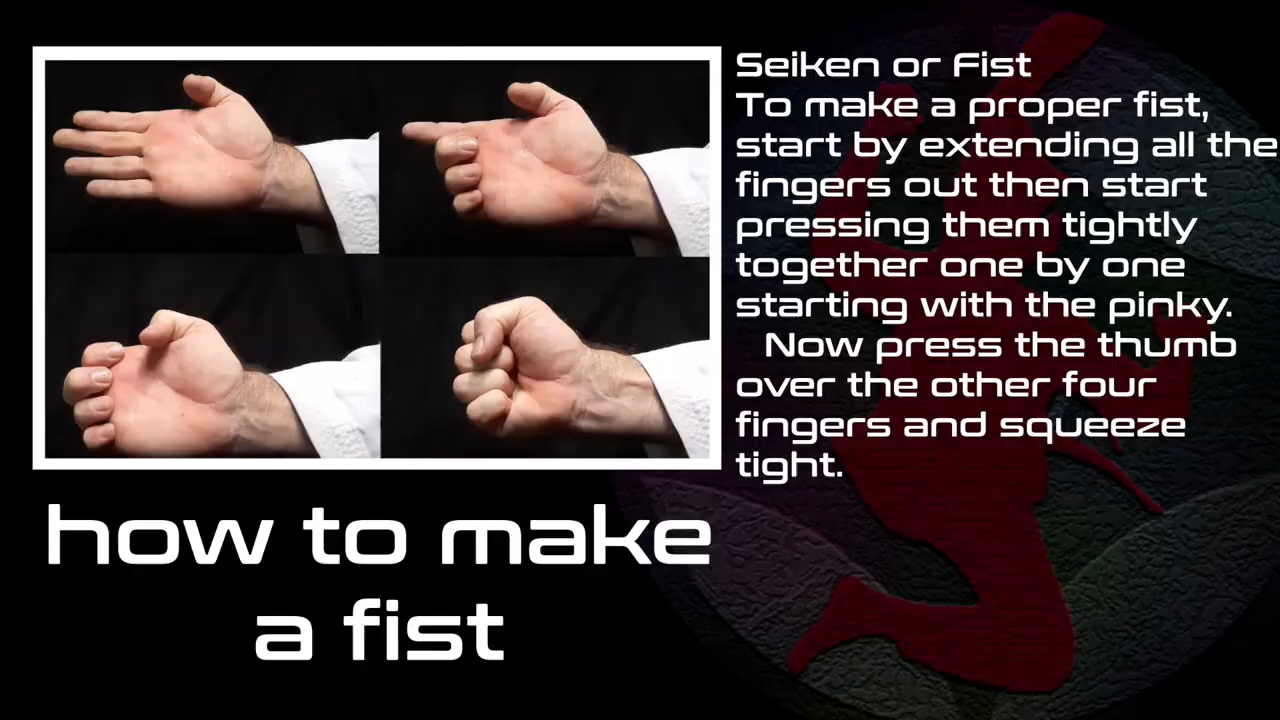 Seiken or Fist
To make a proper fist,
start by extending all the
fingers out then start
pressing them tightly
together one by one
starting with the pinky.
Now press the thumb
over the other four
fingers and squeeze
tight.
how to make
a fist